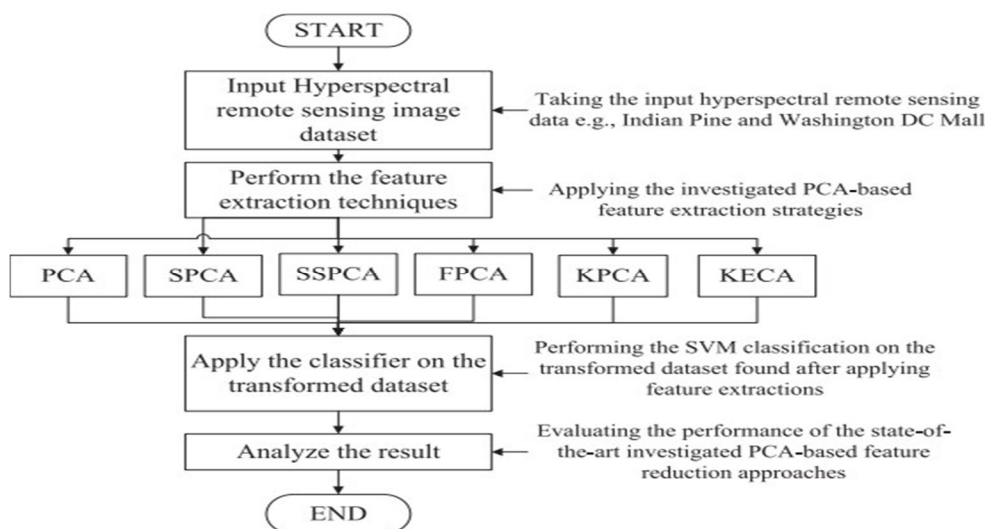 START
Input Hyperspectral
remote sensing image
dataset
Taking the input hyperspectral remote sensing
data e.g., Indian Pine and Washington DC Mall
Perform the feature
extraction techniques
Applying the investigated PCA-based
feature extraction strategies
PCA
SPCA
SSPCA
FPCA
KPCA
KECA
Apply the classifier on the
transformed dataset
Performing the SVM classification on the
transformed dataset found after applying
feature extractions
Analyze the result
Evaluating the performance of the state-of-
the-art investigated PCA-based feature
reduction approaches
END